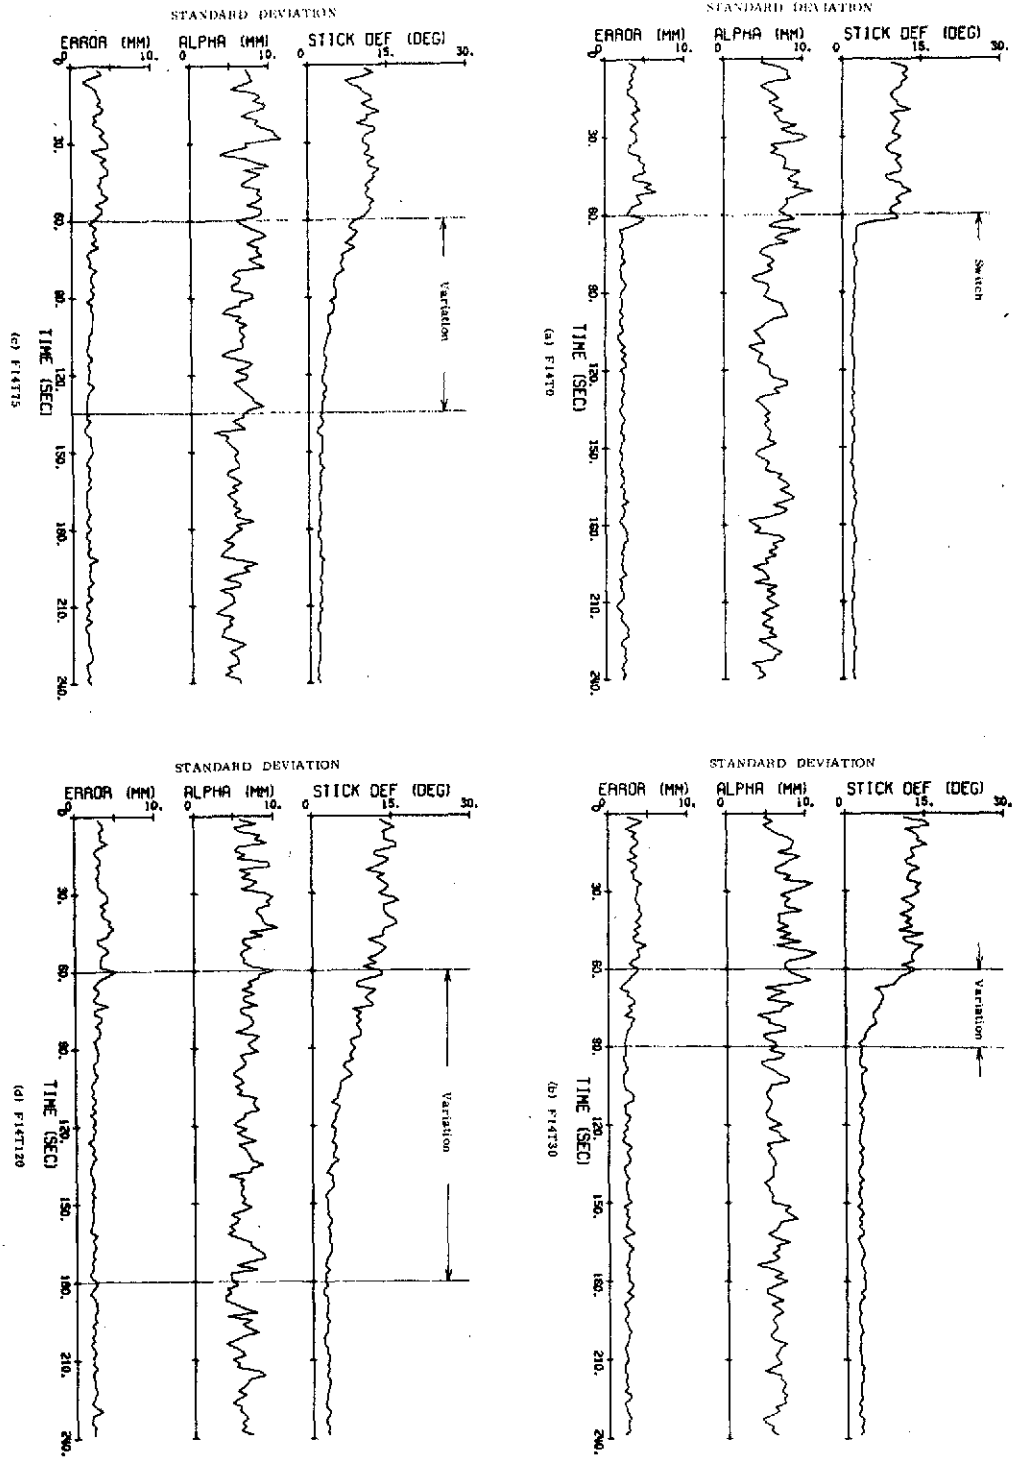 STANDARD DEVIATION
ERROR (MM)
ALPHA (MM)
STICK DEF (DEG)
0 10.
0 10.
0 15. 30.
0 30. 60. 90. 120. 150. 180. 210. 240.
Switch
TIME (SEC)
(a) F14T0
STANDARD DEVIATION
ERROR (MM)
ALPHA (MM)
STICK DEF (DEG)
0 10.
0 10.
0 15. 30.
0 30. 60. 90. 120. 150. 180. 210. 240.
Variation
TIME (SEC)
(b) F14T30
STANDARD DEVIATION
ERROR (MM)
ALPHA (MM)
STICK DEF (DEG)
0 10.
0 10.
0 15. 30.
0 30. 60. 90. 120. 150. 180. 210. 240.
Variation
TIME (SEC)
(c) F14T75
STANDARD DEVIATION
ERROR (MM)
ALPHA (MM)
STICK DEF (DEG)
0 10.
0 10.
0 15. 30.
0 30. 60. 90. 120. 150. 180. 210. 240.
Variation
TIME (SEC)
(d) F14T120